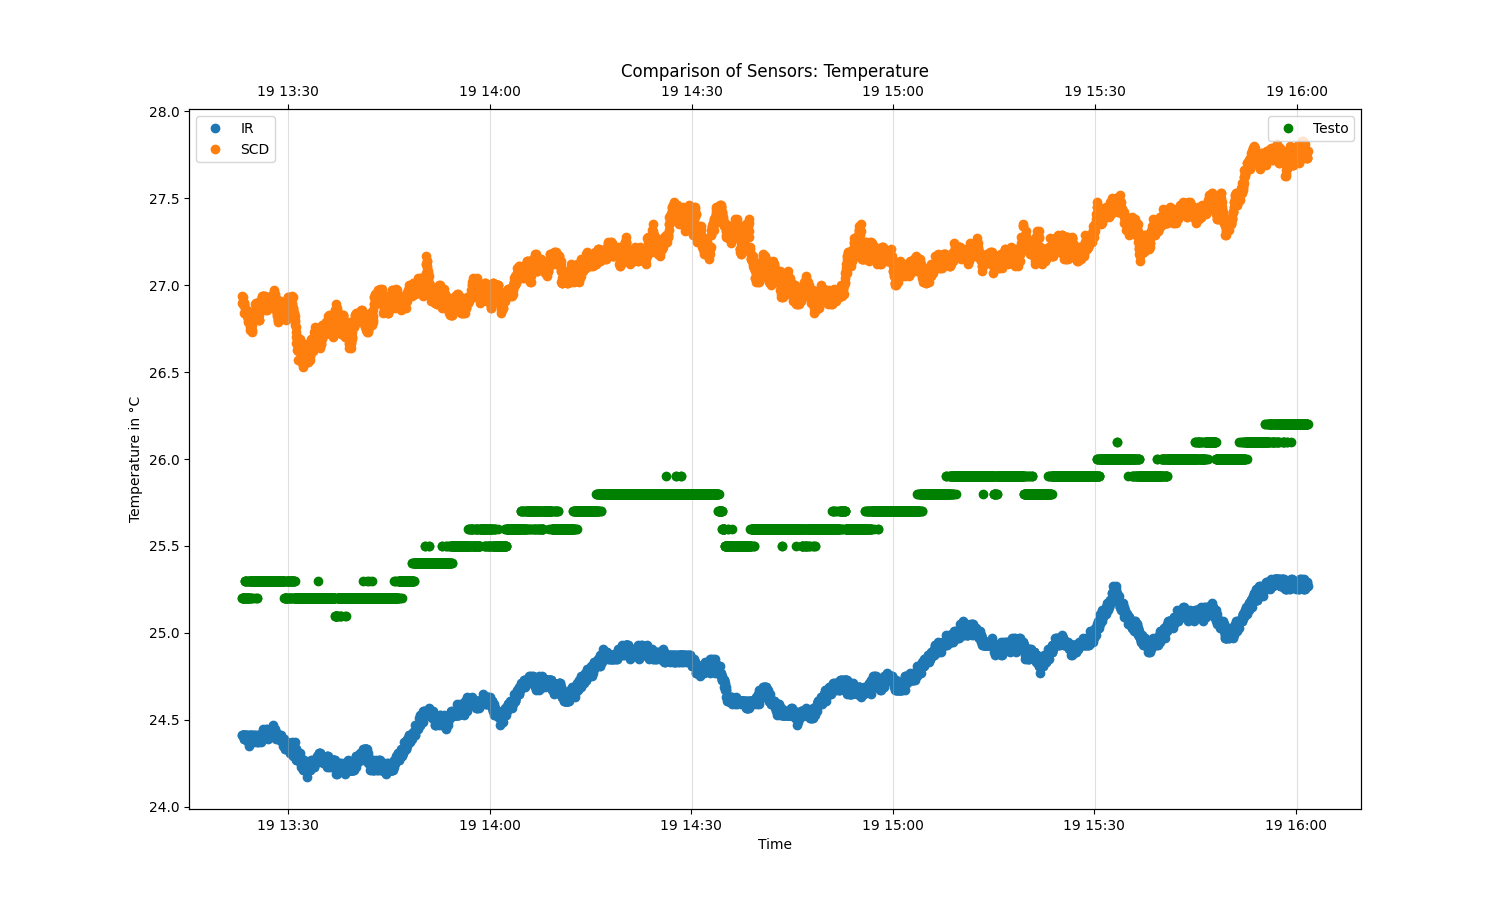 Comparison of Sensors: Temperature
19 13:30 19 14:00 19 14:30 19 15:00 19 15:30 19 16:00
IR
SCD
Testo
28.0
27.5
27.0
26.5
26.0
25.5
25.0
24.5
24.0
Temperature in °C
19 13:30 19 14:00 19 14:30 19 15:00 19 15:30 19 16:00
Time